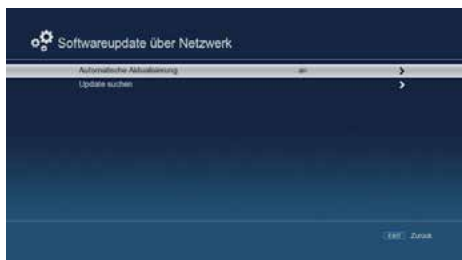 Softwareupdate über Netzwerk
Automatische Aktualisierung an
Update suchen
EXIT Zurück